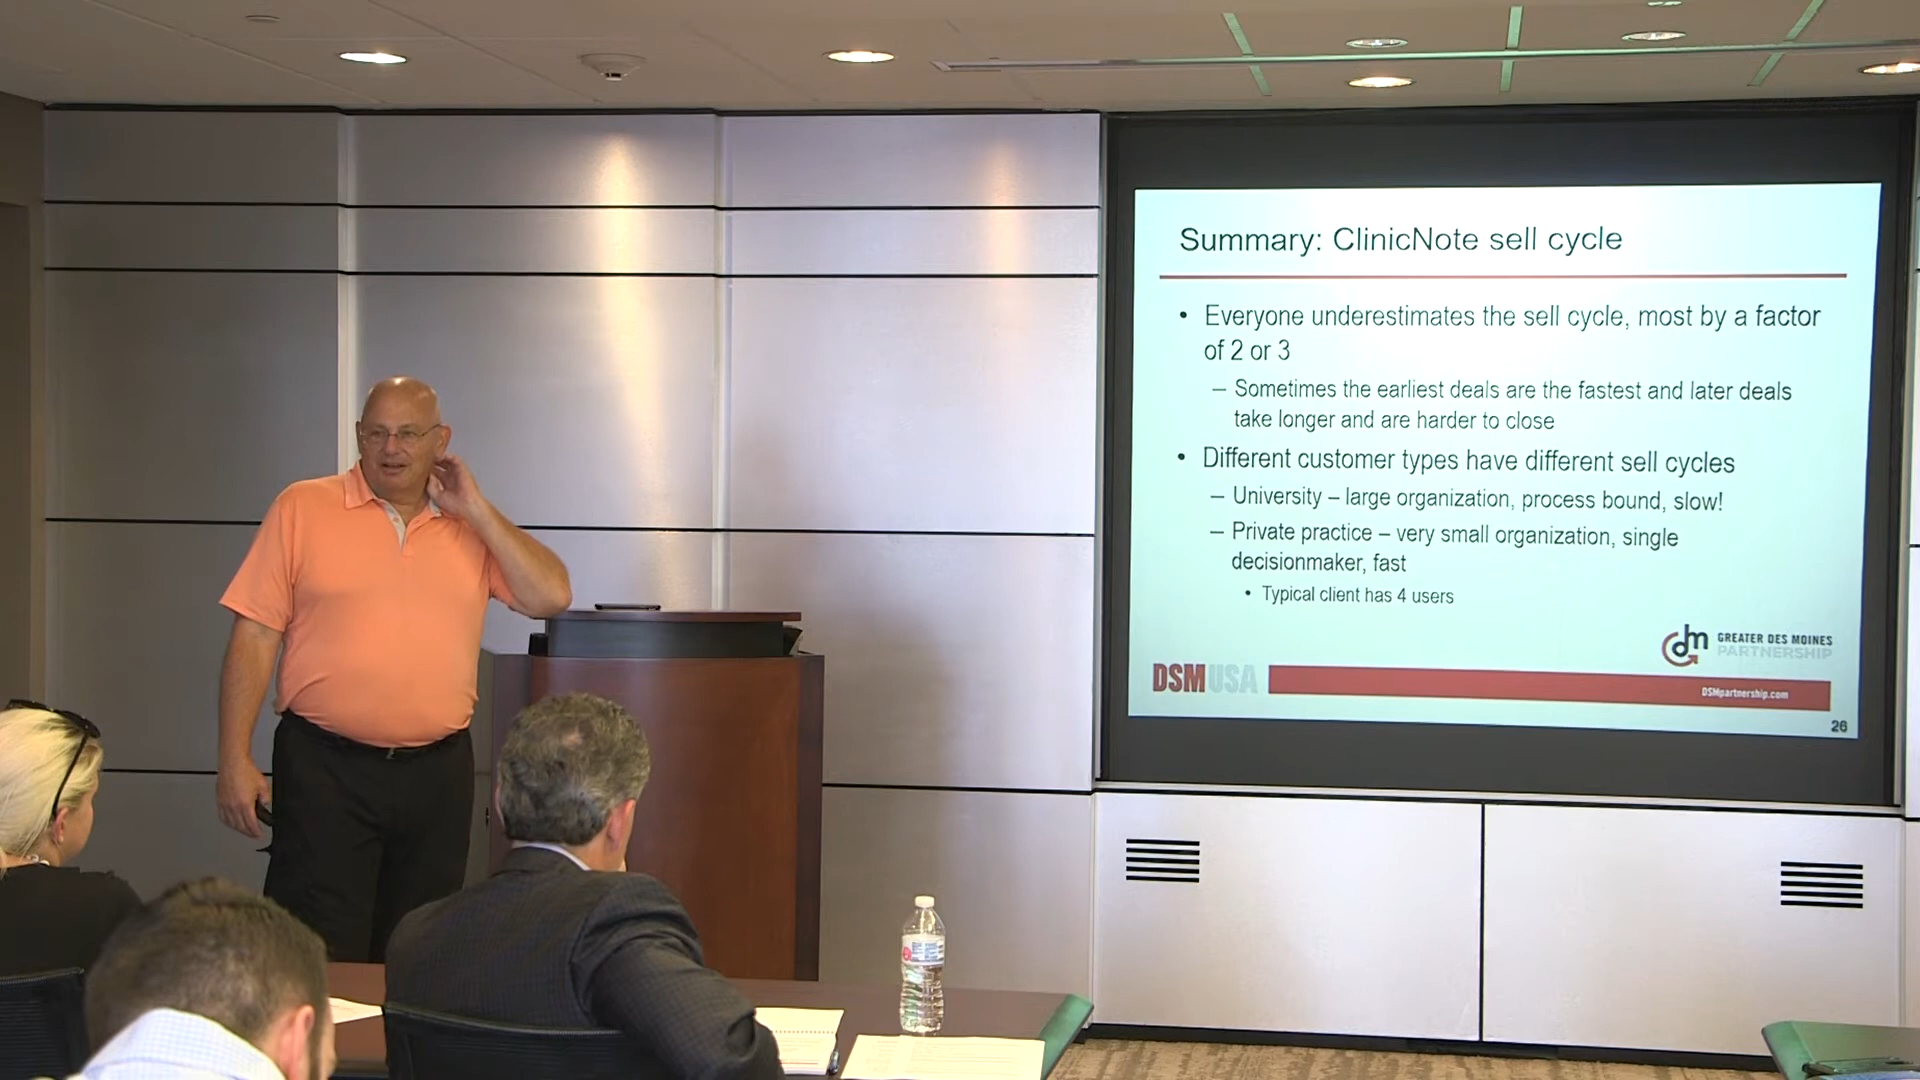 Summary: ClinicNote sell cycle
• Everyone underestimates the sell cycle, most by a factor
of 2 or 3
– Sometimes the earliest deals are the fastest and later deals
take longer and are harder to close
• Different customer types have different sell cycles
– University – large organization, process bound, slow!
– Private practice – very small organization, single
decisionmaker, fast
• Typical client has 4 users
dm GREATER DES MOINES
PARTNERSHIP
DSMUSA
DSMpartnership.com
26